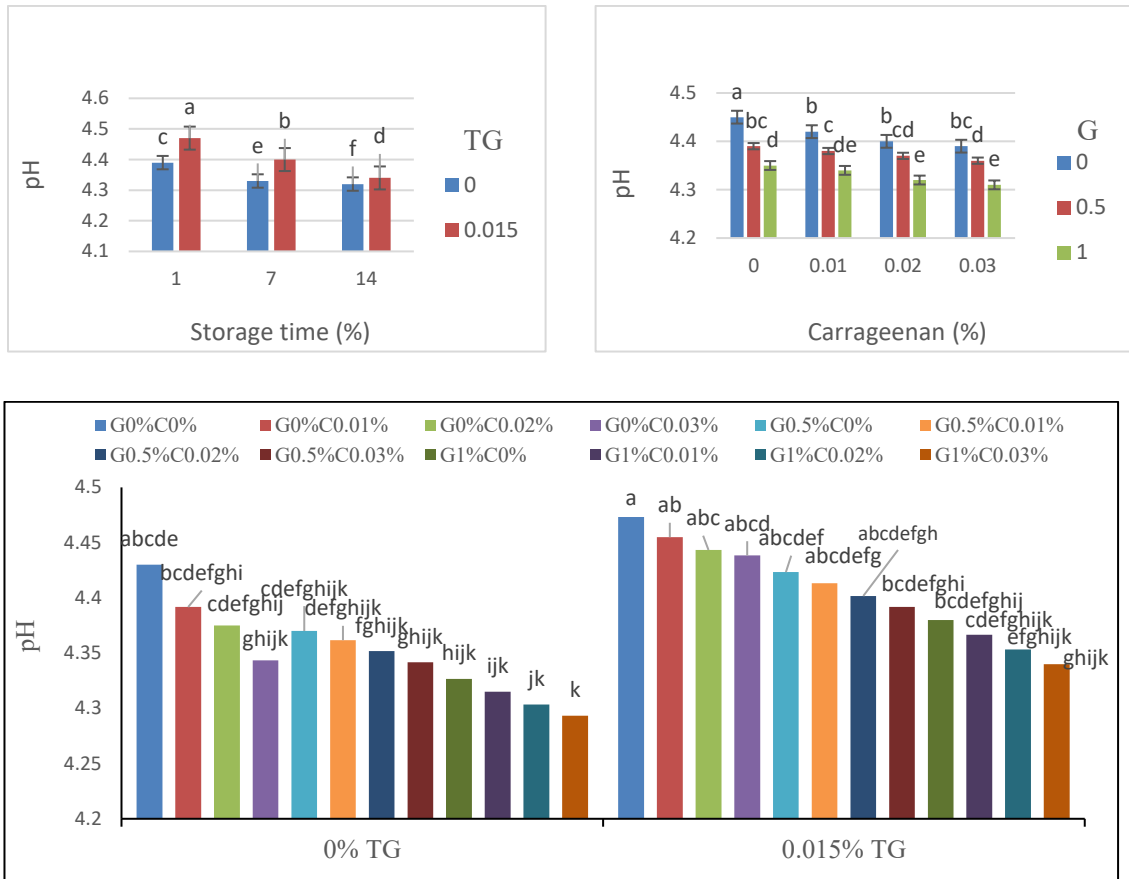 4.6
4.5
4.4
4.3
4.2
4.1
pH
c
a
e
b
f
d
1
7
14
Storage time (%)
TG
0
0.015
4.5
4.4
4.3
4.2
pH
a
bc
d
b
c
de
b
cd
e
bc
d
e
0
0.01
0.02
0.03
Carrageenan (%)
G
0
0.5
1
G0%C0% G0%C0.01% G0%C0.02% G0%C0.03% G0.5%C0% G0.5%C0.01%
G0.5%C0.02% G0.5%C0.03% G1%C0% G1%C0.01% G1%C0.02% G1%C0.03%
4.5
4.45
4.4
4.35
4.3
4.25
4.2
pH
abcde
bcdefghi
cdefghij
ghijk
cdefghijk
defghijk
fghijk
ghijk
hijk
ijk
jk
k
a
ab
abc
abcd
abcdef
abcdefg
abcdefgh
bcdefghi
bcdefghij
cdefghijk
efghijk
ghijk
0% TG
0.015% TG